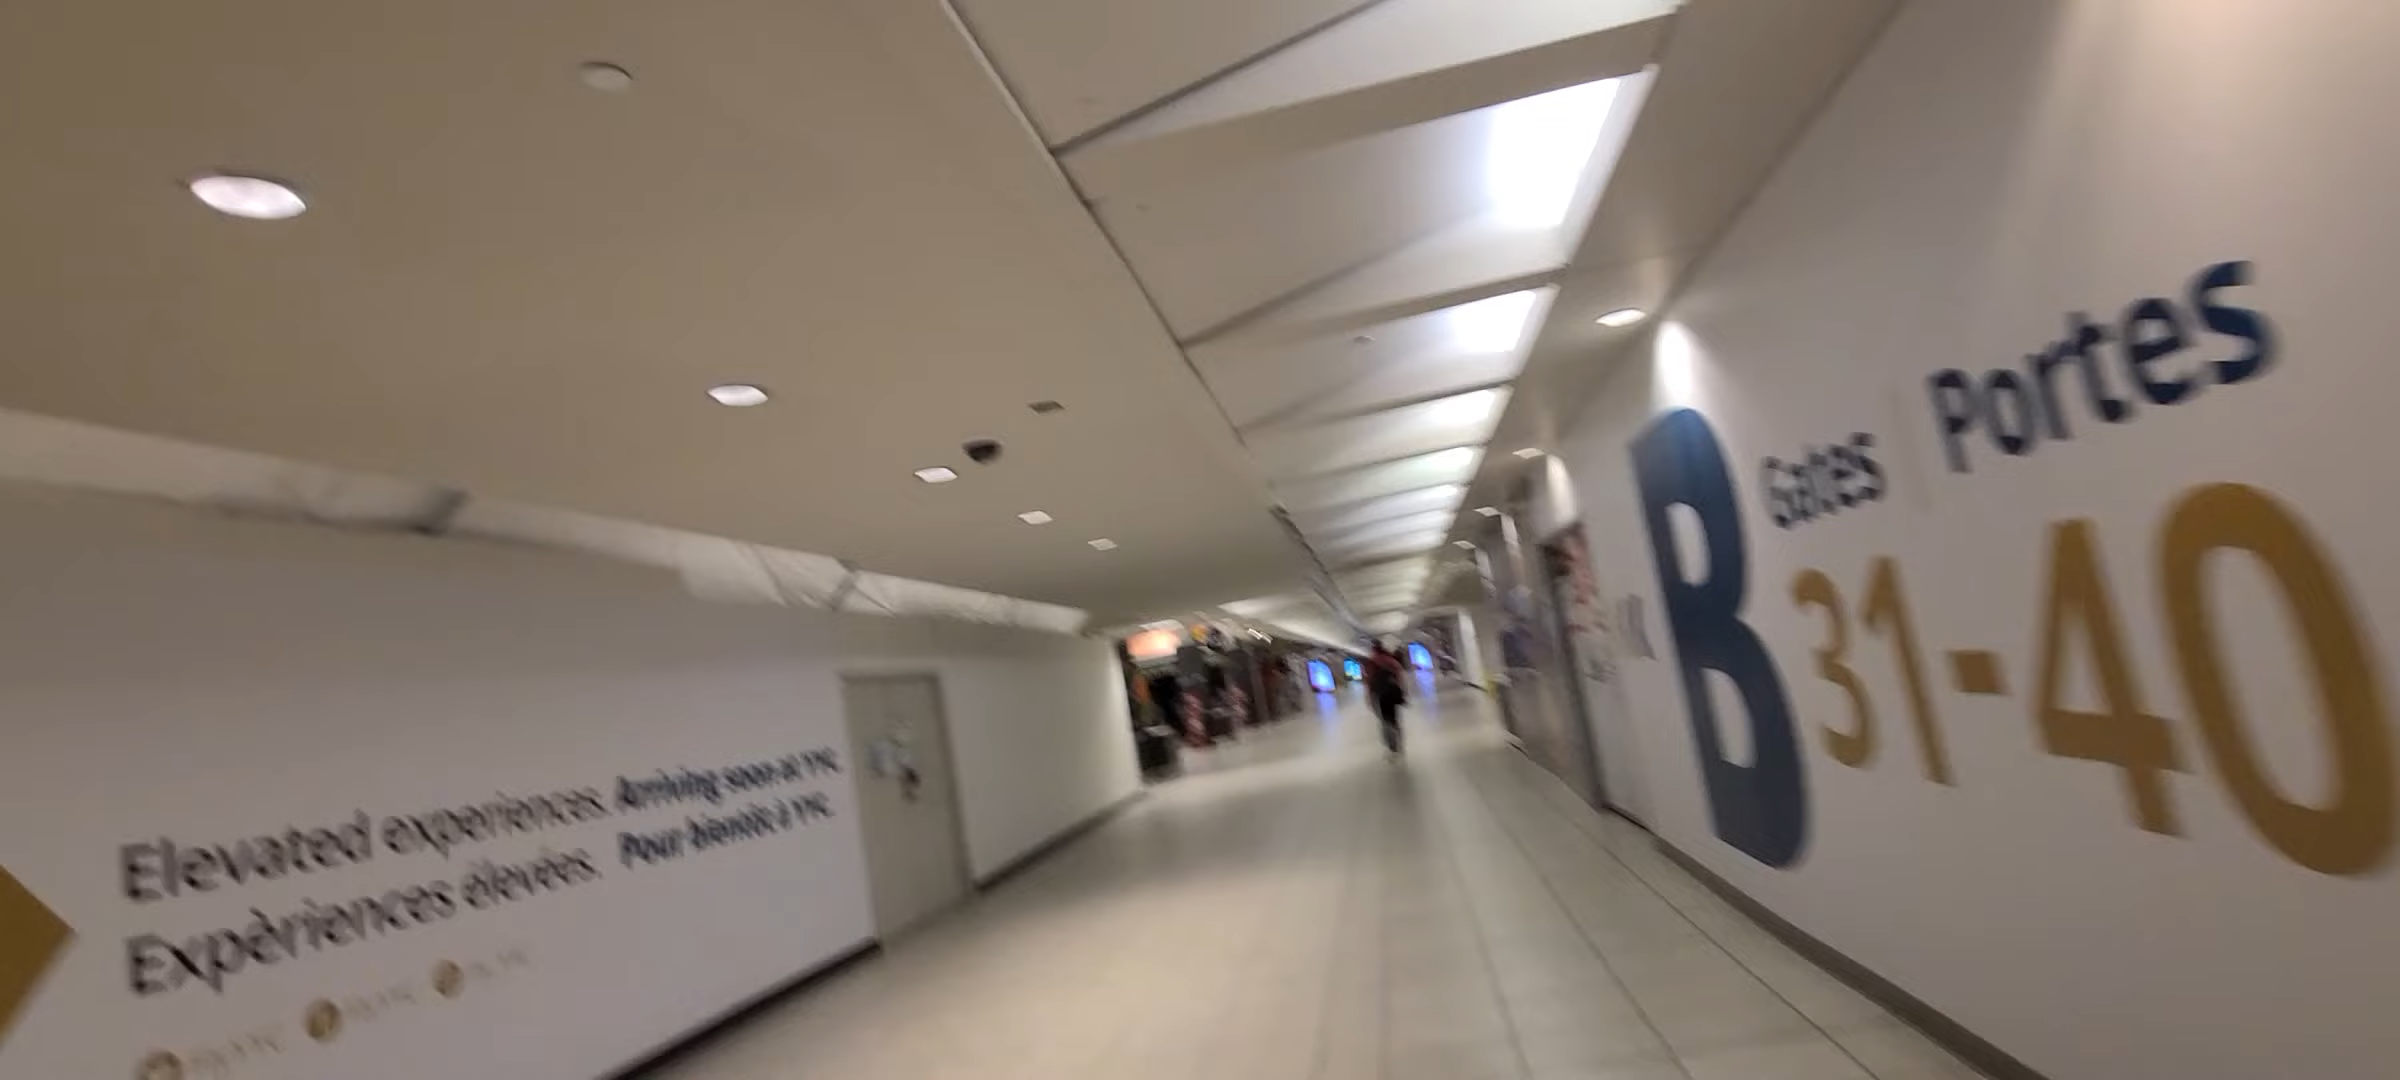 Elevated experiences. Arriving soon at YYC.
Expériences élevées. Pour bientôt à YYC.
B Gates | Portes
31-40